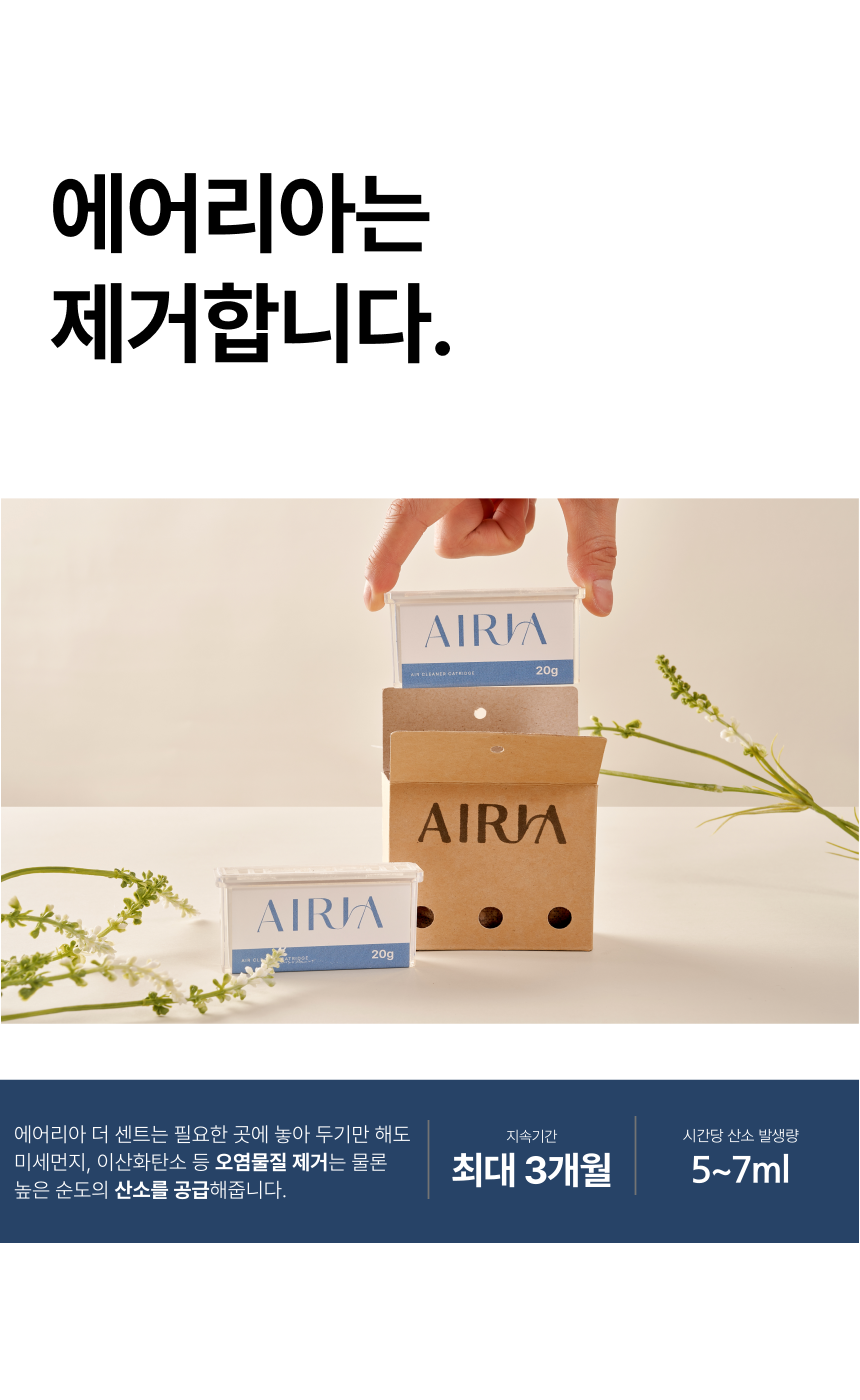 에어리아는
제거합니다.
AIRIA
AIR CLEANER CATRIDGE
20g
AIRIA
AIRIA
20g
에어리아 더 센트는 필요한 곳에 놓아 두기만 해도
미세먼지, 이산화탄소 등 오염물질 제거는 물론
높은 순도의 산소를 공급해줍니다.
지속기간
최대 3개월
시간당 산소 발생량
5~7ml